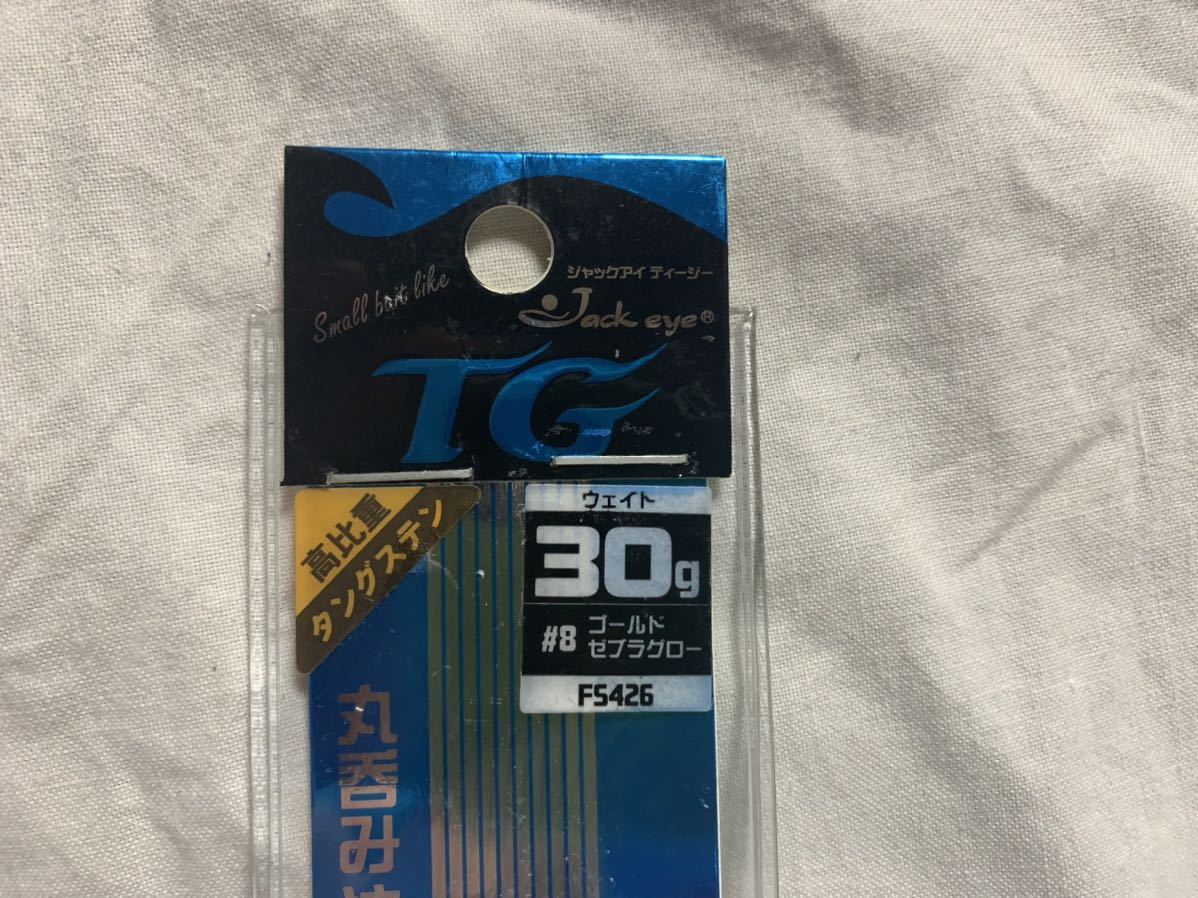 Small bait like
ジャックアイ ティージー
Jack eye®
TG
高比重
タングステン
ウェイト
30g
#8 ゴールド
ゼブラグロー
FS426
丸呑み